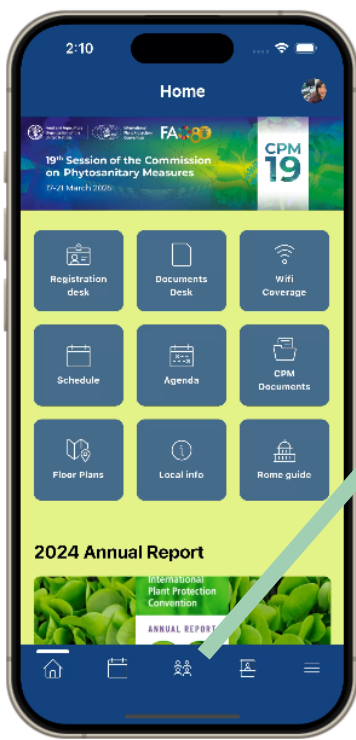 2:10
Home
FAO80
CPM
19
19th Session of the Commission
on Phytosanitary Measures
17-21 March 2025
Registration
desk
Documents
Desk
Wifi
Coverage
Schedule
Agenda
CPM
Documents
Floor Plans
Local info
Rome guide
2024 Annual Report
International
Plant Protection
Convention
ANNUAL REPORT